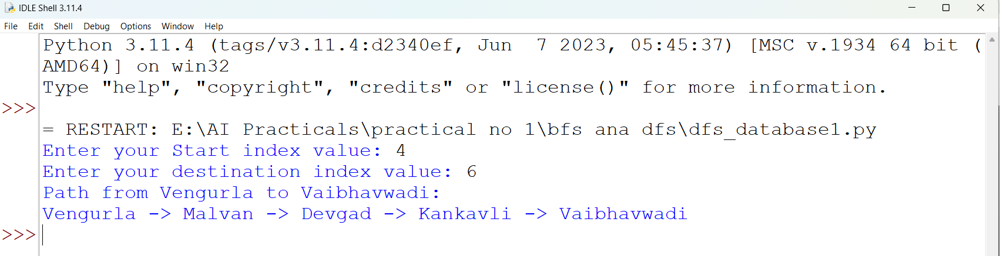 IDLE Shell 3.11.4
File Edit Shell Debug Options Window Help
Python 3.11.4 (tags/v3.11.4:d2340ef, Jun  7 2023, 05:45:37) [MSC v.1934 64 bit (
AMD64)] on win32
Type "help", "copyright", "credits" or "license()" for more information.
>>>
= RESTART: E:\AI Practicals\practical no 1\bfs ana dfs\dfs_database1.py
Enter your Start index value: 4
Enter your destination index value: 6
Path from Vengurla to Vaibhavwadi:
Vengurla -> Malvan -> Devgad -> Kankavli -> Vaibhavwadi
>>>